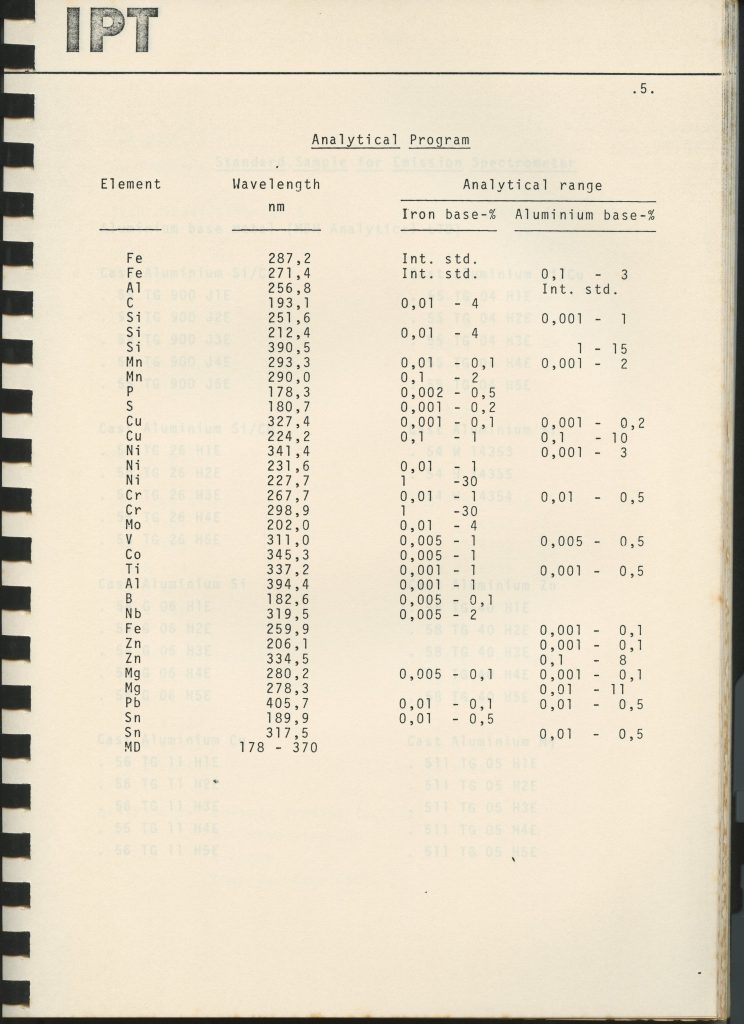 IPT
.5.
Analytical Program
Element Wavelength Analytical range
nm
Iron base-% Aluminium base-%
Fe 287,2 Int. std.
Fe 271,4 Int. std. 0,1 - 3
Al 256,8 Int. std.
C 193,1 0,01 - 4
Si 251,6 0,001 - 1
Si 212,4 0,01 - 4
Si 390,5 1 - 15
Mn 293,3 0,01 - 0,1 0,001 - 2
Mn 290,0 0,1 - 2
P 178,3 0,002 - 0,5
S 180,7 0,001 - 0,2
Cu 327,4 0,001 - 0,1 0,001 - 0,2
Cu 224,2 0,1 - 1 0,1 - 10
Ni 341,4 0,001 - 3
Ni 231,6 0,01 - 1
Ni 227,7 1 -30
Cr 267,7 0,01 - 1 0,01 - 0,5
Cr 298,9 1 -30
Mo 202,0 0,01 - 4
V 311,0 0,005 - 1 0,005 - 0,5
Co 345,3 0,005 - 1
Ti 337,2 0,001 - 1 0,001 - 0,5
Al 394,4 0,001 - 1
B 182,6 0,005 - 0,1
Nb 319,5 0,005 - 2
Fe 259,9 0,001 - 0,1
Zn 206,1 0,001 - 0,1
Zn 334,5 0,1 - 8
Mg 280,2 0,005 - 0,1 0,001 - 0,1
Mg 278,3 0,01 - 11
Pb 405,7 0,01 - 0,1 0,01 - 0,5
Sn 189,9 0,01 - 0,5
Sn 317,5 0,01 - 0,5
MD 178 - 370